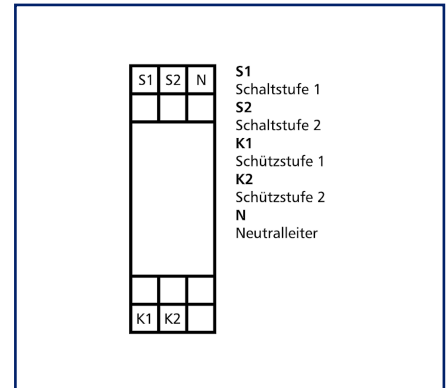 S1 S2 N
K1 K2
S1
Schaltstufe 1
S2
Schaltstufe 2
K1
Schützstufe 1
K2
Schützstufe 2
N
Neutralleiter